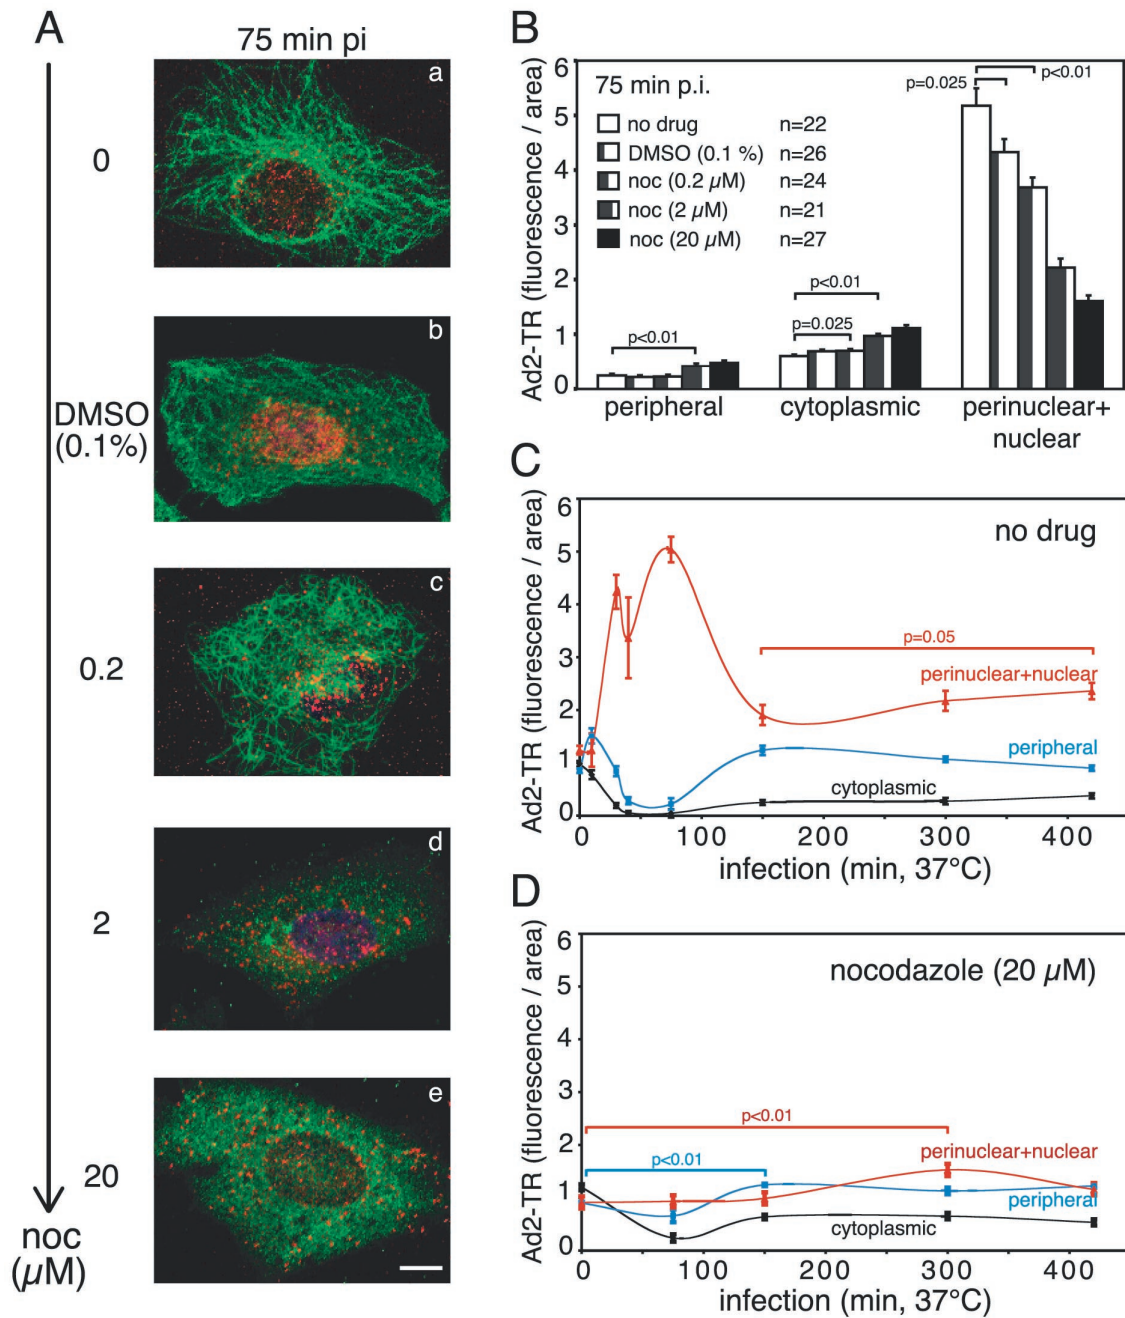 A
75 min pi
a
0
b
DMSO
(0.1%)
c
0.2
d
2
e
20
noc
(µM)
B
Ad2-TR (fluorescence / area)
6
5
4
3
2
1
0
75 min p.i.
no drug n=22
DMSO (0.1 %) n=26
noc (0.2 µM) n=24
noc (2 µM) n=21
noc (20 µM) n=27
p<0.01
p<0.01
p=0.025
p=0.025
p<0.01
peripheral
cytoplasmic
perinuclear+
nuclear
C
Ad2-TR (fluorescence / area)
6
5
4
3
2
1
0
no drug
p=0.05
perinuclear+nuclear
peripheral
cytoplasmic
0 100 200 300 400
infection (min, 37°C)
D
Ad2-TR (fluorescence / area)
6
5
4
3
2
1
0
nocodazole (20 µM)
p<0.01
p<0.01
perinuclear+nuclear
peripheral
cytoplasmic
0 100 200 300 400
infection (min, 37°C)